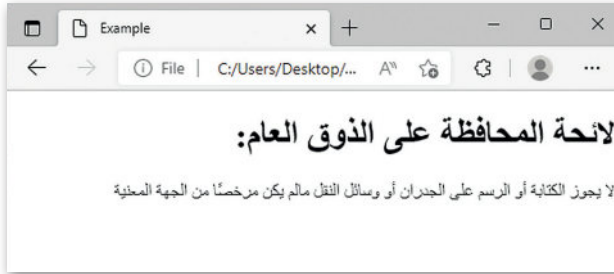 Example
File | C:/Users/Desktop/...
لائحة المحافظة على الذوق العام:
لا يجوز الكتابة أو الرسم على الجدران أو وسائل النقل مالم يكن مرخصًا من الجهة المعنية